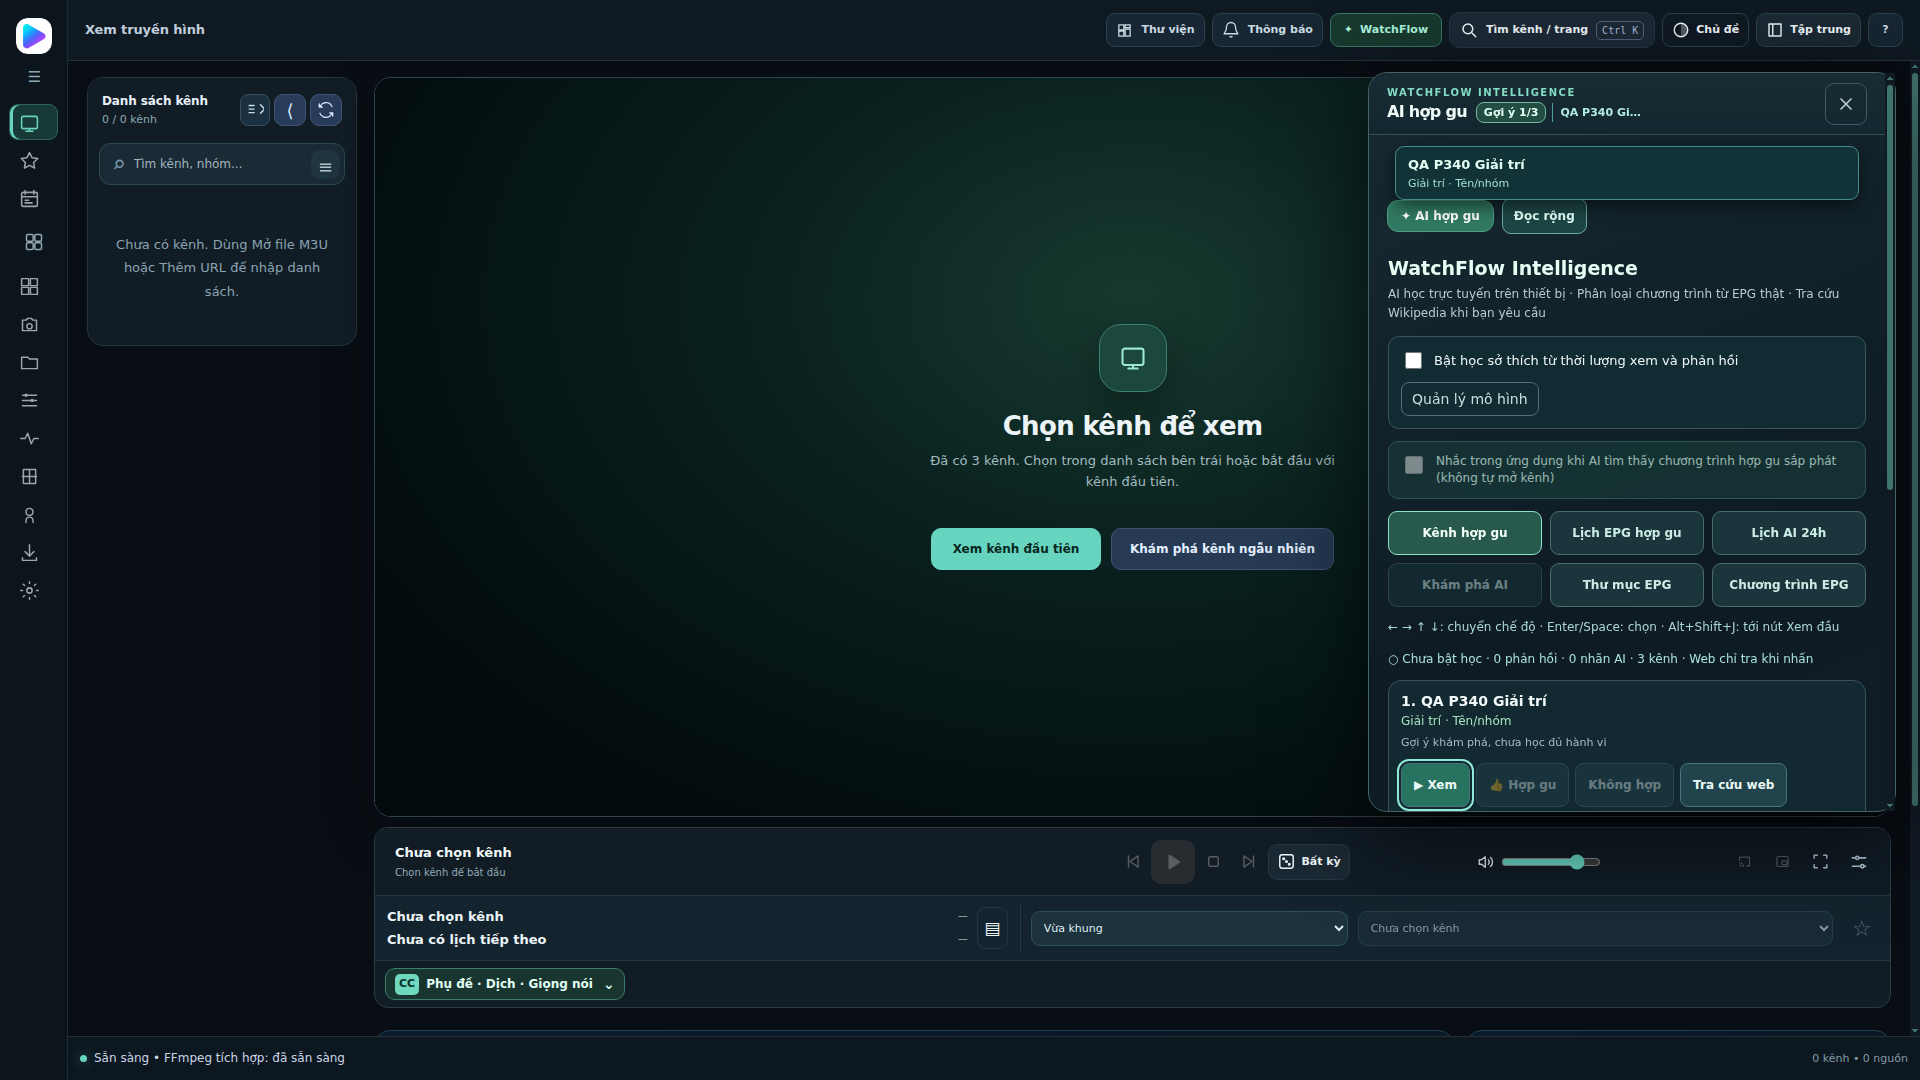 Xem truyền hình
Thư viện
Thông báo
✦ WatchFlow
Tìm kênh / trang Ctrl K
Chủ đề
Tập trung
?
Danh sách kênh
0 / 0 kênh
Tìm kênh, nhóm...
Chưa có kênh. Dùng Mở file M3U
hoặc Thêm URL để nhập danh
sách.
Chọn kênh để xem
Đã có 3 kênh. Chọn trong danh sách bên trái hoặc bắt đầu với
kênh đầu tiên.
Xem kênh đầu tiên
Khám phá kênh ngẫu nhiên
WATCHFLOW INTELLIGENCE
AI hợp gu Gợi ý 1/3 QA P340 Gi...
QA P340 Giải trí
Giải trí · Tên/nhóm
✦ AI hợp gu
Đọc rộng
WatchFlow Intelligence
AI học trực tuyến trên thiết bị · Phân loại chương trình từ EPG thật · Tra cứu
Wikipedia khi bạn yêu cầu
Bật học sở thích từ thời lượng xem và phản hồi
Quản lý mô hình
Nhắc trong ứng dụng khi AI tìm thấy chương trình hợp gu sắp phát
(không tự mở kênh)
Kênh hợp gu
Lịch EPG hợp gu
Lịch AI 24h
Khám phá AI
Thư mục EPG
Chương trình EPG
← → ↑ ↓: chuyển chế độ · Enter/Space: chọn · Alt+Shift+J: tới nút Xem đầu
○ Chưa bật học · 0 phản hồi · 0 nhãn AI · 3 kênh · Web chỉ tra khi nhấn
1. QA P340 Giải trí
Giải trí · Tên/nhóm
Gợi ý khám phá, chưa học đủ hành vi
▶ Xem
👍 Hợp gu
Không hợp
Tra cứu web
Chưa chọn kênh
Chọn kênh để bắt đầu
Bất kỳ
Chưa chọn kênh —
Chưa có lịch tiếp theo —
Vừa khung
Chưa chọn kênh
CC Phụ đề · Dịch · Giọng nói
Sẵn sàng • FFmpeg tích hợp: đã sẵn sàng
0 kênh • 0 nguồn